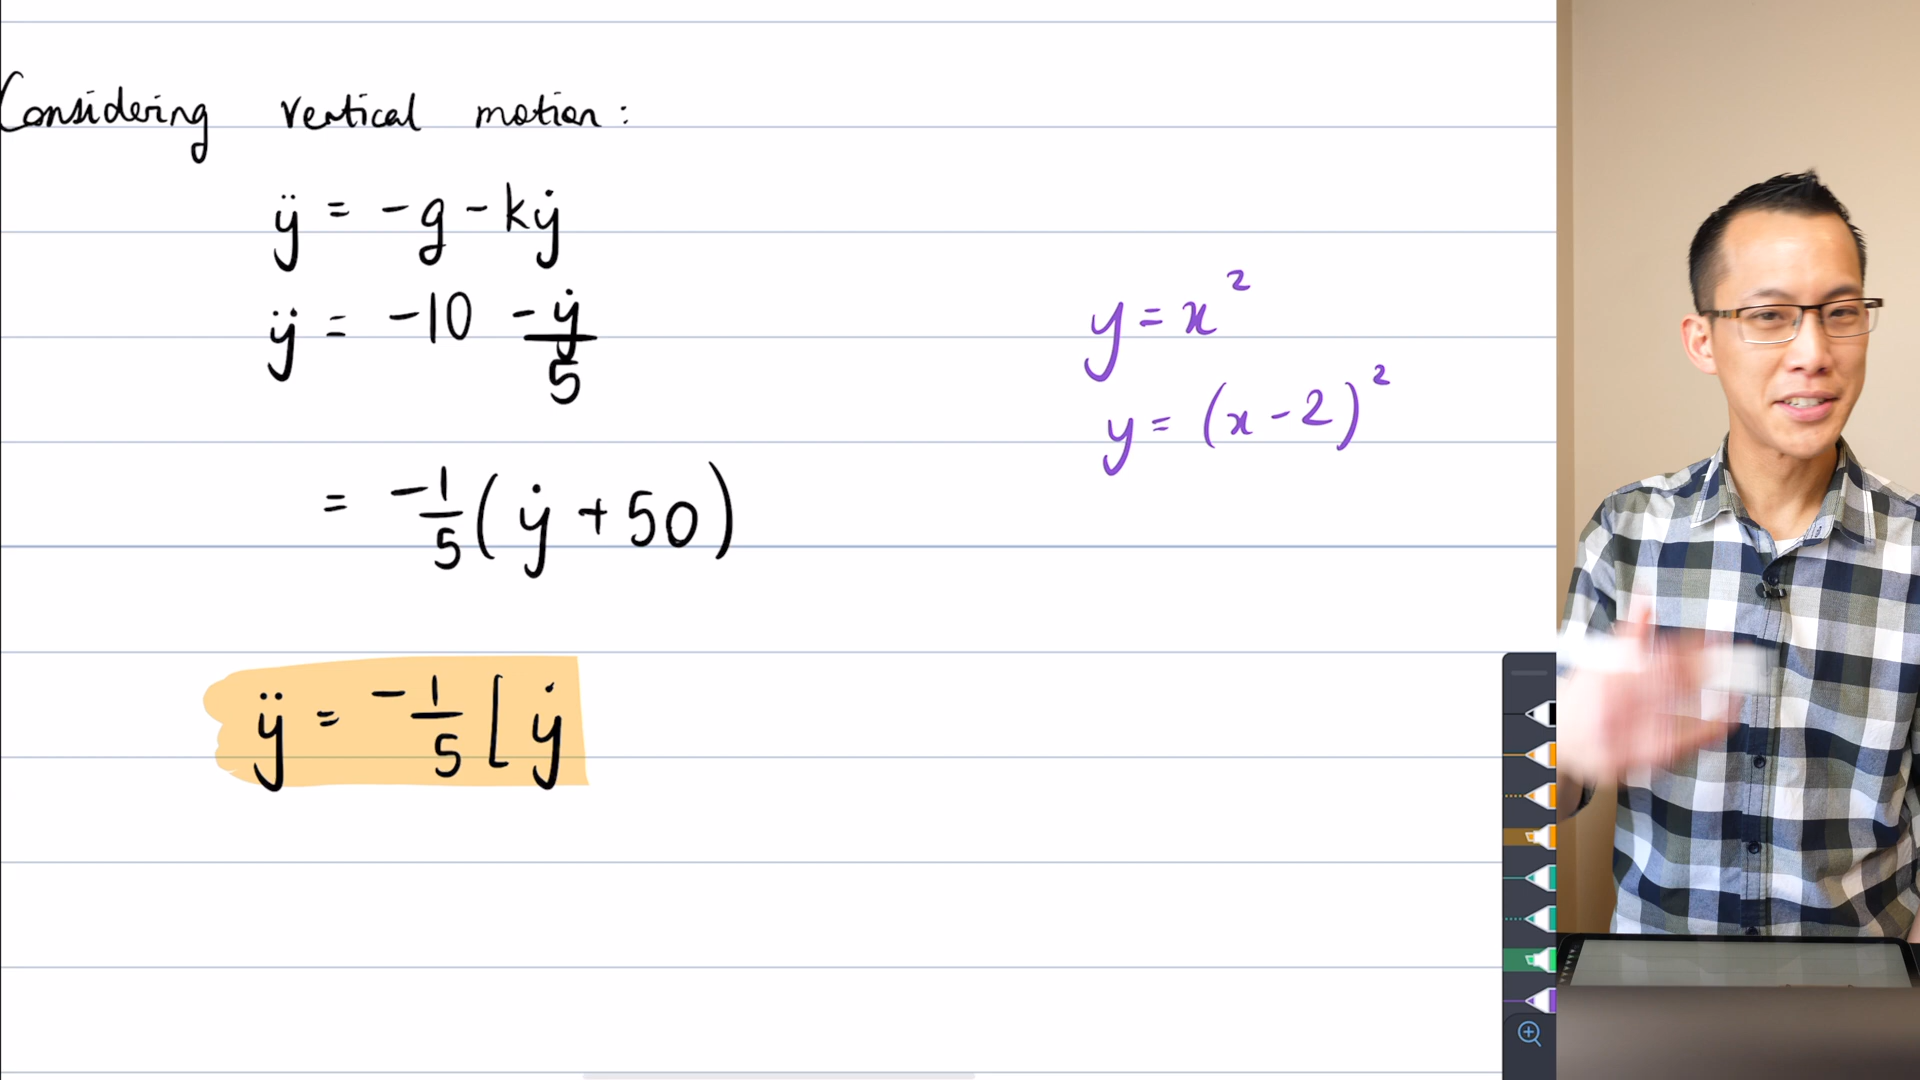 Considering vertical motion:
ÿ = -g - kẏ
ÿ = -10 - ẏ/5
= -1/5 (ẏ + 50)
ÿ = -1/5 [ ẏ
y = x²
y = (x - 2)²